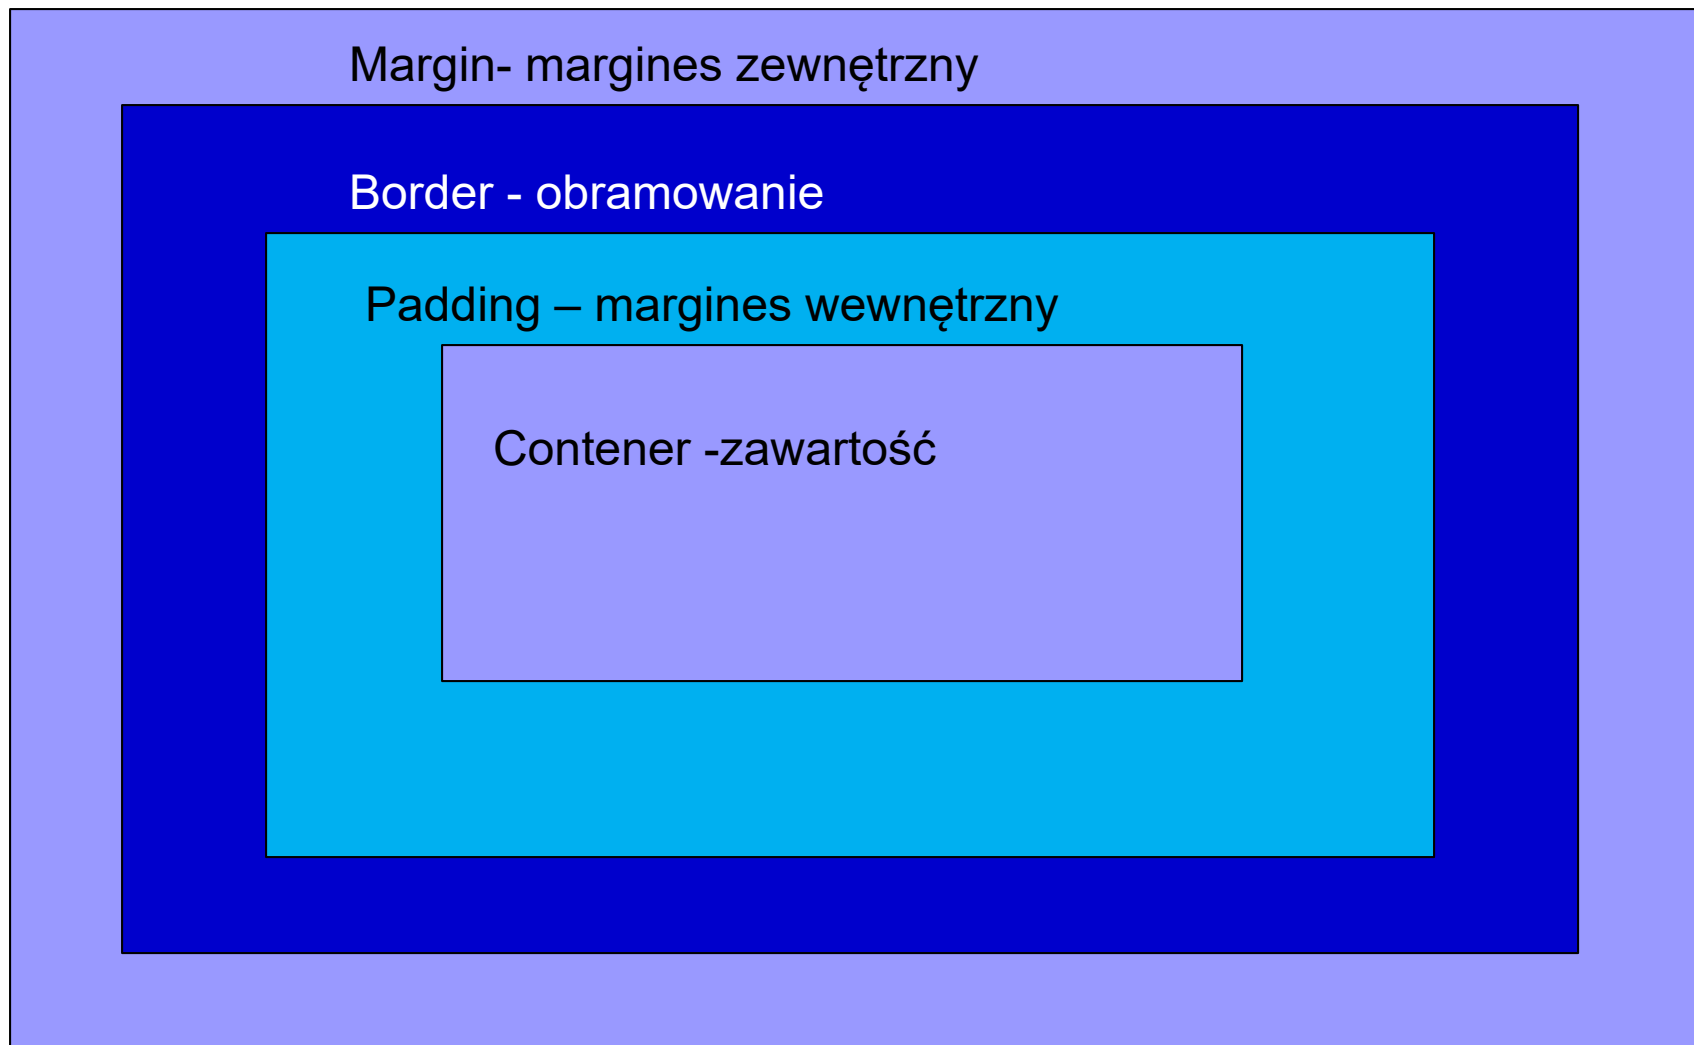 Margin- margines zewnętrzny
Border - obramowanie
Padding – margines wewnętrzny
Contener -zawartość